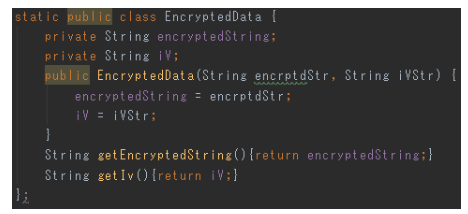 static public class EncryptedData {
private String encryptedString;
private String iV;
public EncryptedData(String encrptdStr, String iVStr) {
encryptedString = encrptdStr;
iV = iVStr;
}
String getEncryptedString(){return encryptedString;}
String getIv(){return iV;}
};